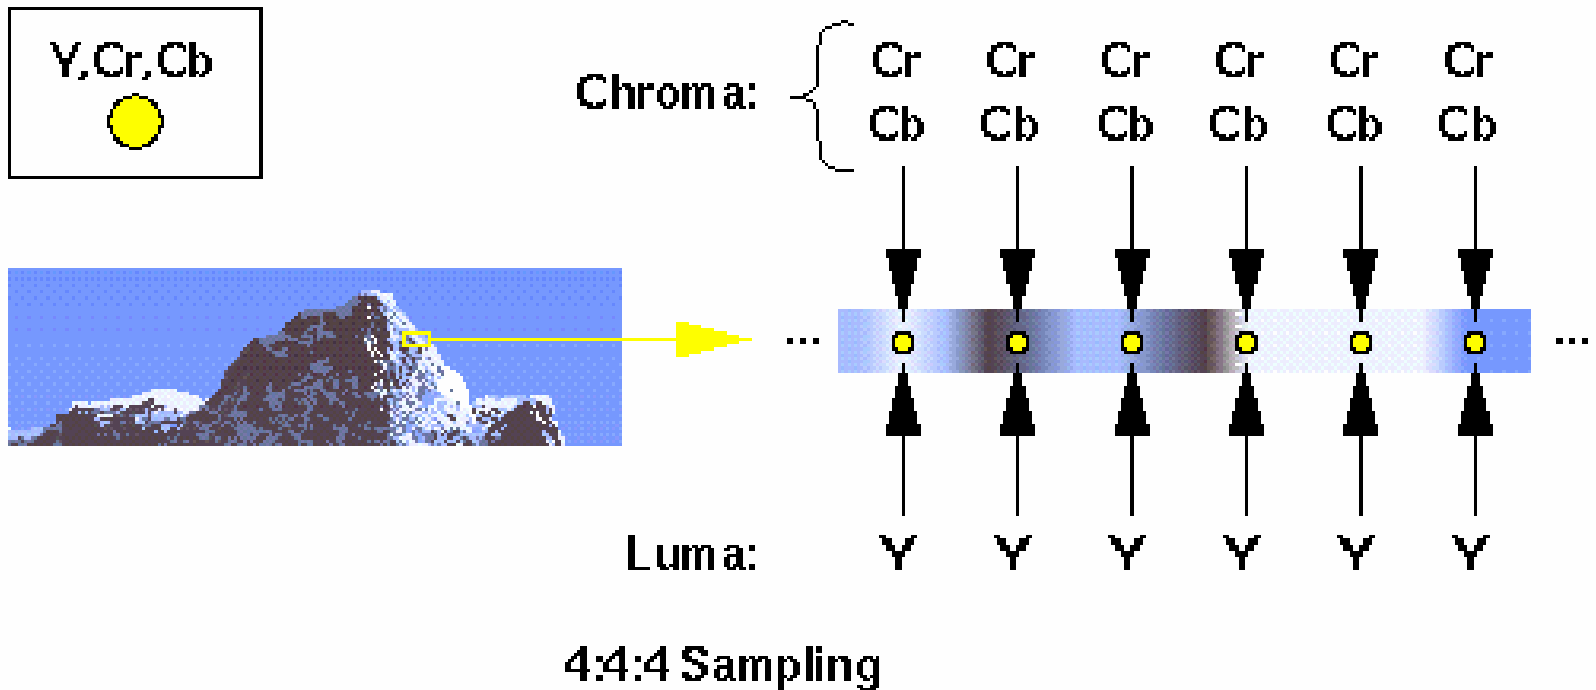 Y,Cr,Cb
Chroma:
Cr Cr Cr Cr Cr Cr
Cb Cb Cb Cb Cb Cb
... ...
Luma:
Y Y Y Y Y Y
4:4:4 Sampling